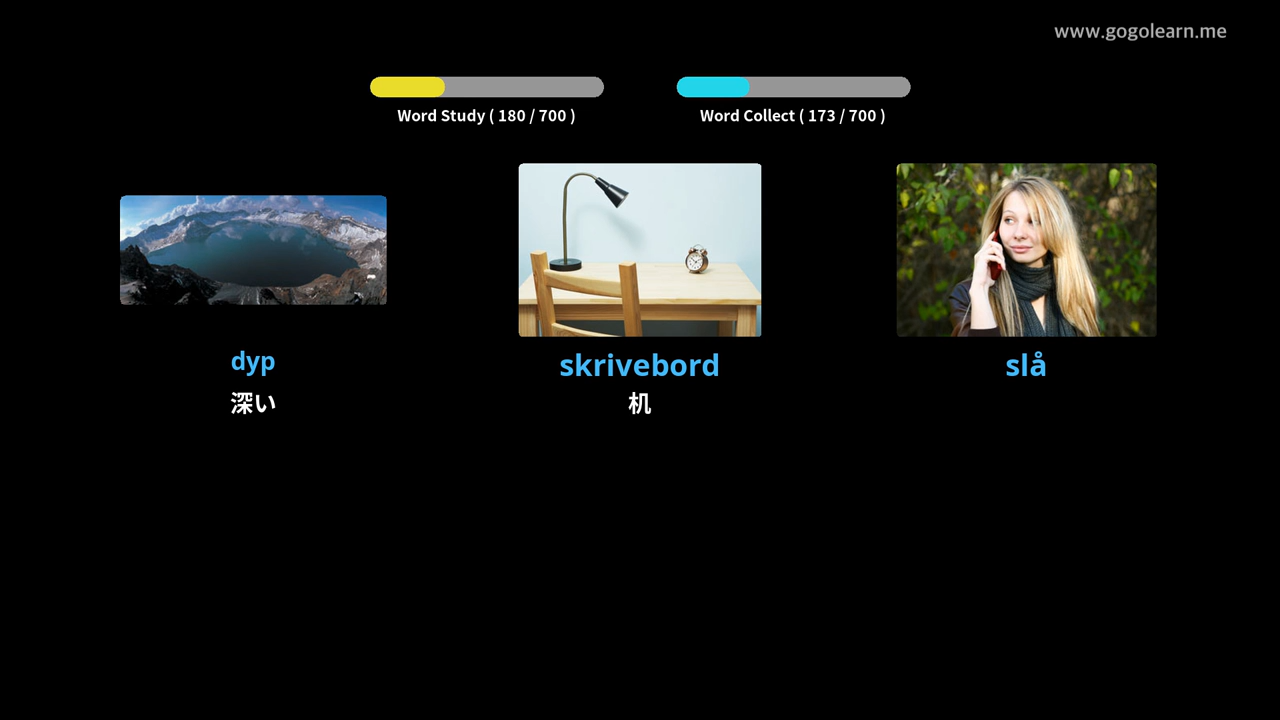 www.gogolearn.me
Word Study ( 180 / 700 )
Word Collect ( 173 / 700 )
dyp
skrivebord
slå
深い
机